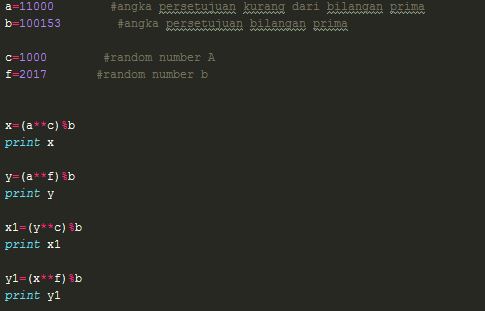 a=11000 #angka persetujuan kurang dari bilangan prima
b=100153 #angka persetujuan bilangan prima
c=1000 #random number A
f=2017 #random number b
x=(a**c)%b
print x
y=(a**f)%b
print y
x1=(y**c)%b
print x1
y1=(x**f)%b
print y1